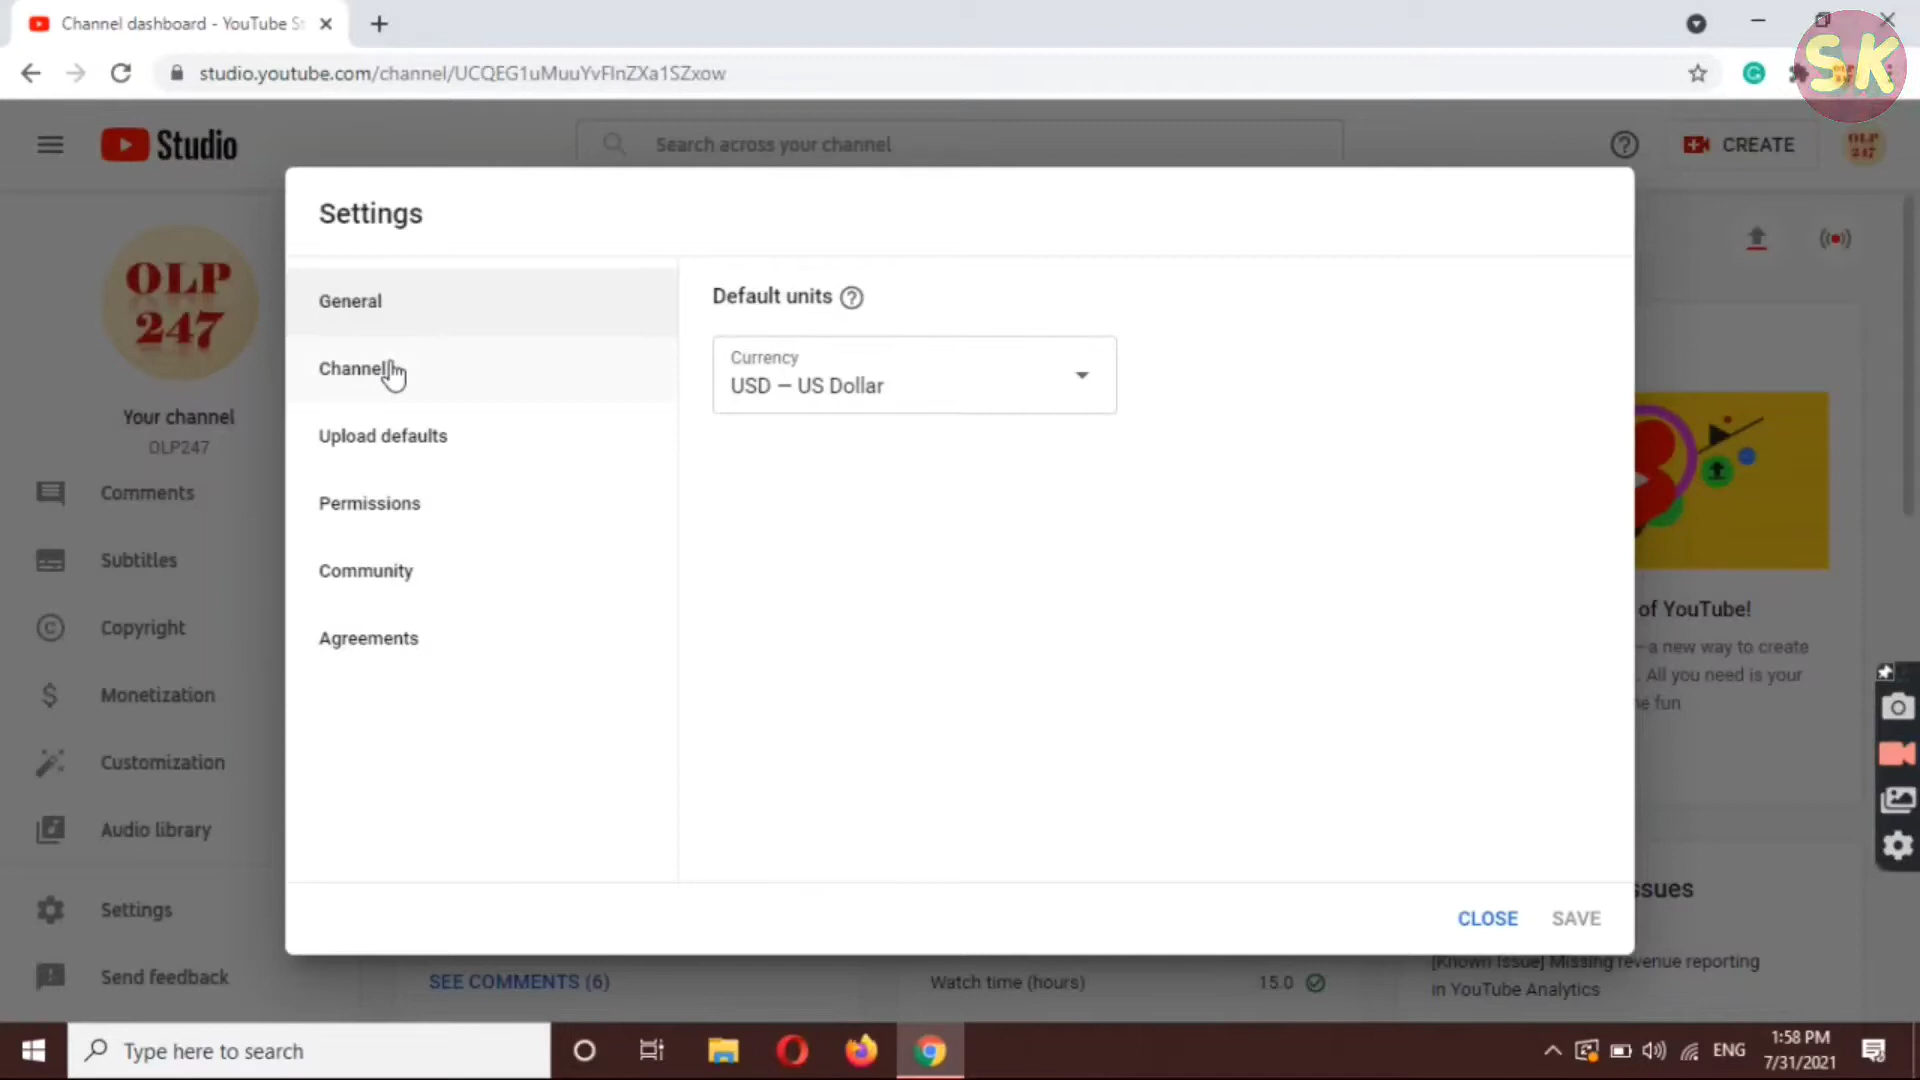 Channel dashboard - YouTube St
studio.youtube.com/channel/UCQEG1uMuuYvFlnZXa1SZxow
SK
Studio
Search across your channel
CREATE
OLP
247
Settings
OLP
247
Your channel
OLP247
Comments
Subtitles
Copyright
Monetization
Customization
Audio library
Settings
Send feedback
General
Channel
Upload defaults
Permissions
Community
Agreements
Default units
Currency
USD – US Dollar
CLOSE
SAVE
of YouTube!
a new way to create
. All you need is your
fun
ssues
SEE COMMENTS (6)
Watch time (hours)
15.0
[Known Issue] Missing revenue reporting
in YouTube Analytics
Type here to search
ENG
1:58 PM
7/31/2021